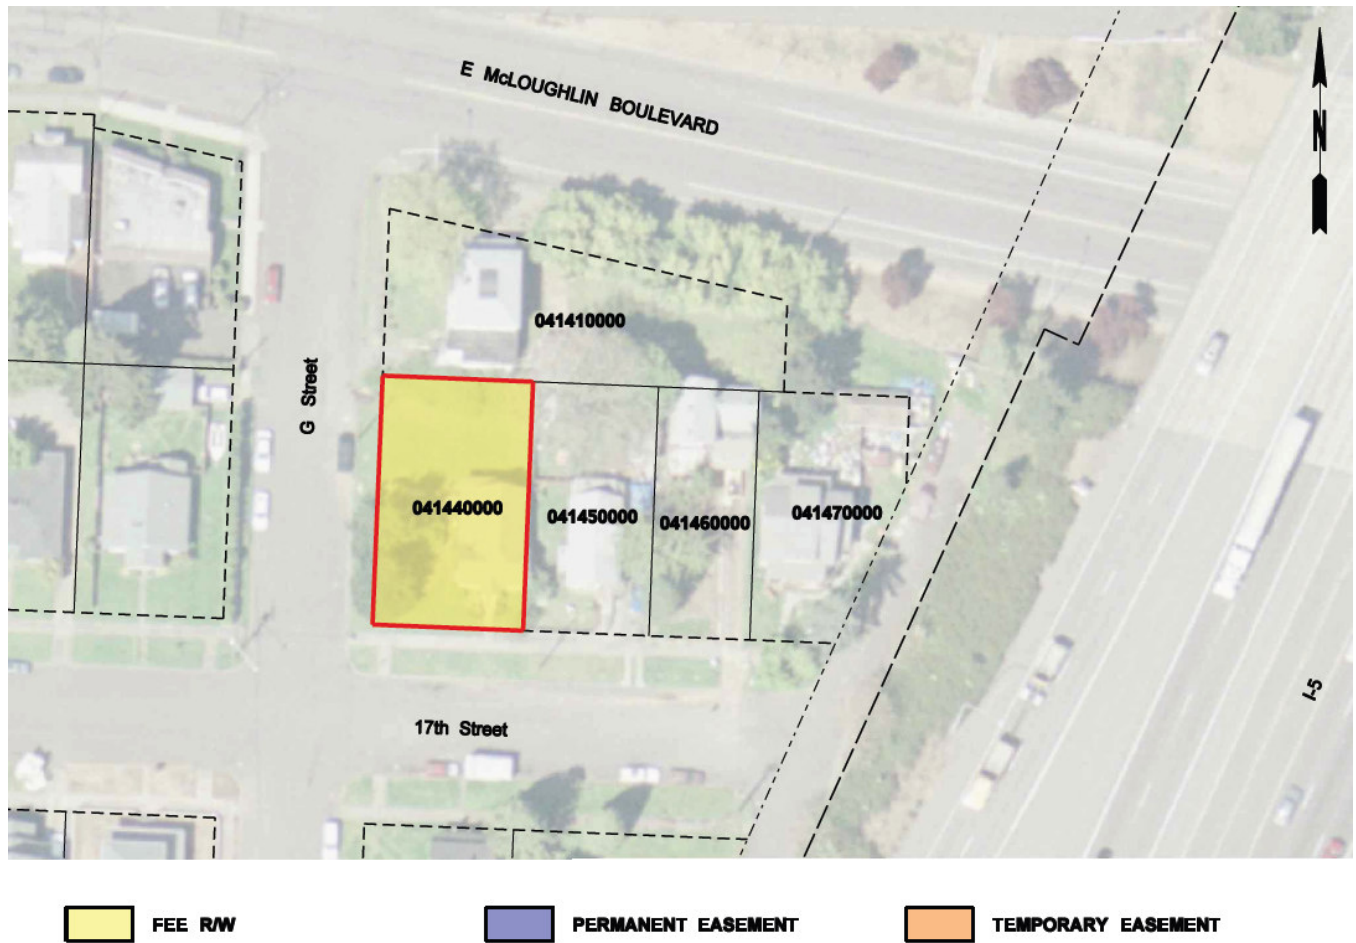 E McLOUGHLIN BOULEVARD
N
041410000
G Street
041440000
041450000
041460000
041470000
I-5
17th Street
FEE R/W
PERMANENT EASEMENT
TEMPORARY EASEMENT